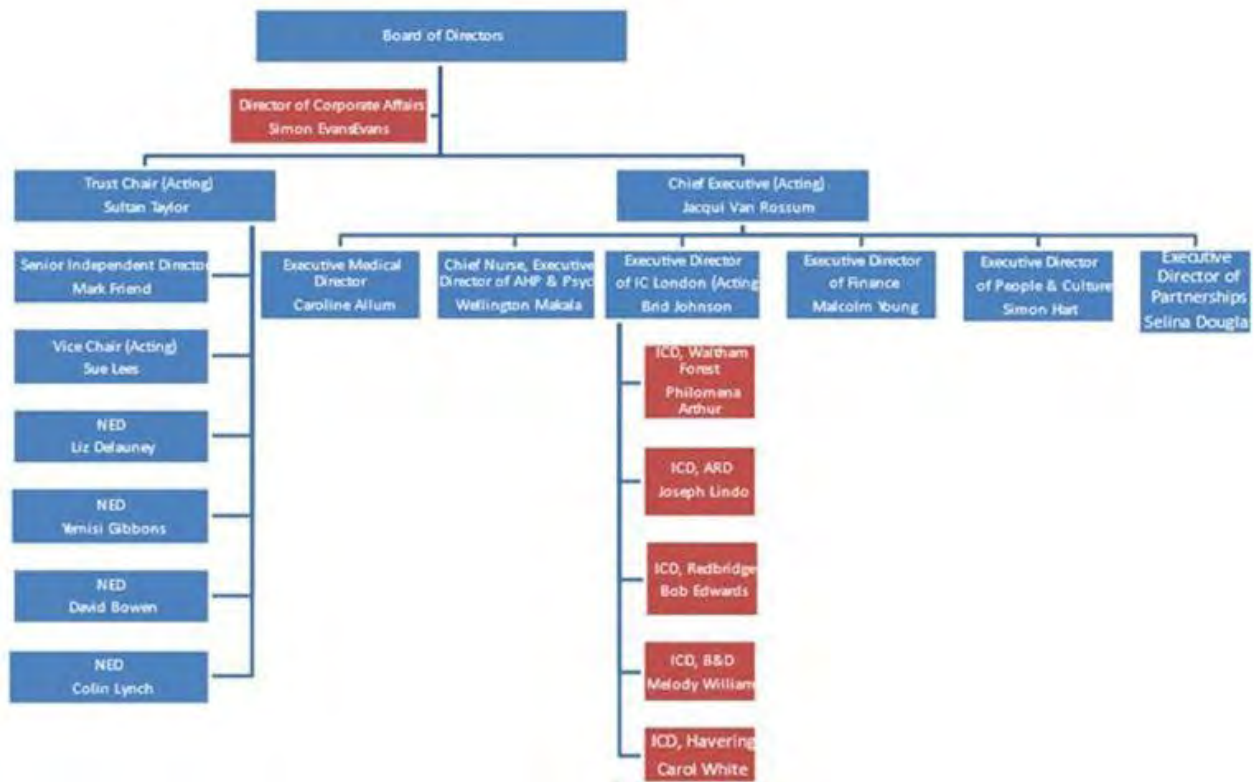 Board of Directors
Director of Corporate Affairs
Simon EvansEvans
Trust Chair (Acting)
Sultan Taylor
Chief Executive (Acting)
Jacqui Van Rossum
Senior Independent Director
Mark Friend
Vice Chair (Acting)
Sue Lees
NED
Liz Delauney
NED
Yemisi Gibbons
NED
David Bowen
NED
Colin Lynch
Executive Medical
Director
Caroline Allum
Chief Nurse, Executive
Director of AHP & Psyc
Wellington Makala
Executive Director
of IC London (Acting
Brid Johnson
Executive Director
of Finance
Malcolm Young
Executive Director
of People & Culture
Simon Hart
Executive
Director of
Partnerships
Selina Dougla
ICD, Waltham
Forest
Philomena
Arthur
ICD, ARD
Joseph Lindo
ICD, Redbridge
Bob Edwards
ICD, B&D
Melody William
ICD, Havering
Carol White